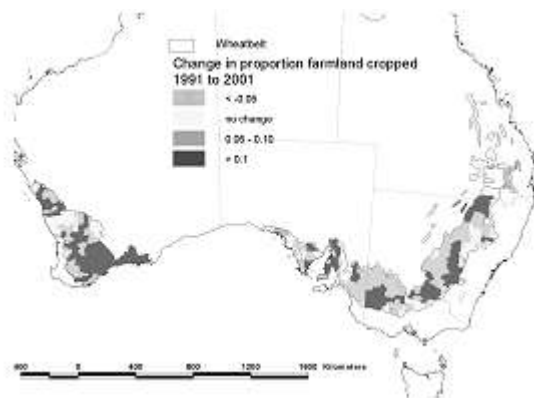 Wheatbelt
Change in proportion farmland cropped
1991 to 2001
< -0.05
no change
0.05 - 0.10
> 0.1
400 0 400 800 1200 1600 Kilometers